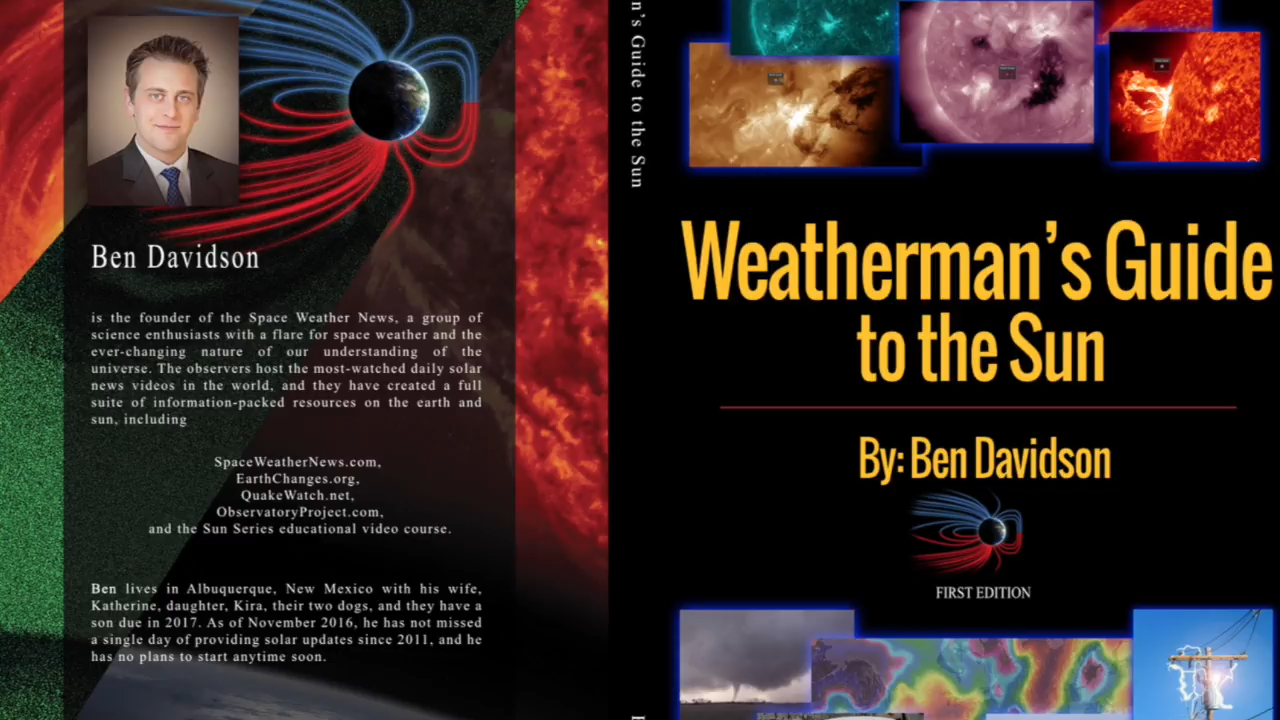 Ben Davidson
is the founder of the Space Weather News, a group of
science enthusiasts with a flare for space weather and the
ever-changing nature of our understanding of the
universe. The observers host the most-watched daily solar
news videos in the world, and they have created a full
suite of information-packed resources on the earth and
sun, including
SpaceWeatherNews.com,
EarthChanges.org,
QuakeWatch.net,
ObservatoryProject.com,
and the Sun Series educational video course.
Ben lives in Albuquerque, New Mexico with his wife,
Katherine, daughter, Kira, their two dogs, and they have a
son due in 2017. As of November 2016, he has not missed
a single day of providing solar updates since 2011, and he
has no plans to start anytime soon.
n's Guide to the Sun
Weatherman's Guide
to the Sun
By: Ben Davidson
FIRST EDITION